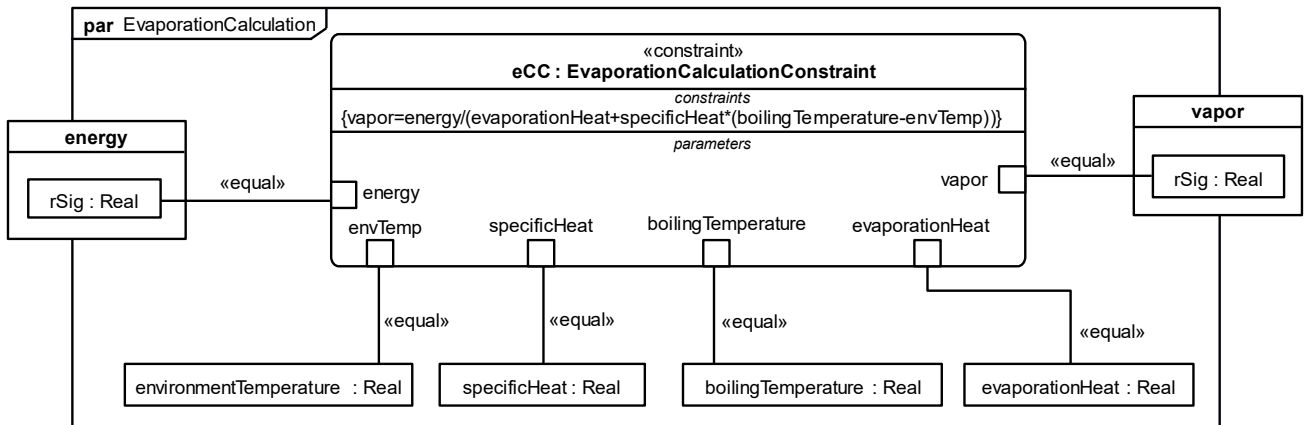 par EvaporationCalculation
«constraint»
eCC : EvaporationCalculationConstraint
constraints
{vapor=energy/(evaporationHeat+specificHeat*(boilingTemperature-envTemp))}
parameters
energy
rSig : Real
«equal»
energy
vapor
«equal»
vapor
rSig : Real
envTemp
specificHeat
boilingTemperature
evaporationHeat
«equal»
«equal»
«equal»
«equal»
environmentTemperature : Real
specificHeat : Real
boilingTemperature : Real
evaporationHeat : Real